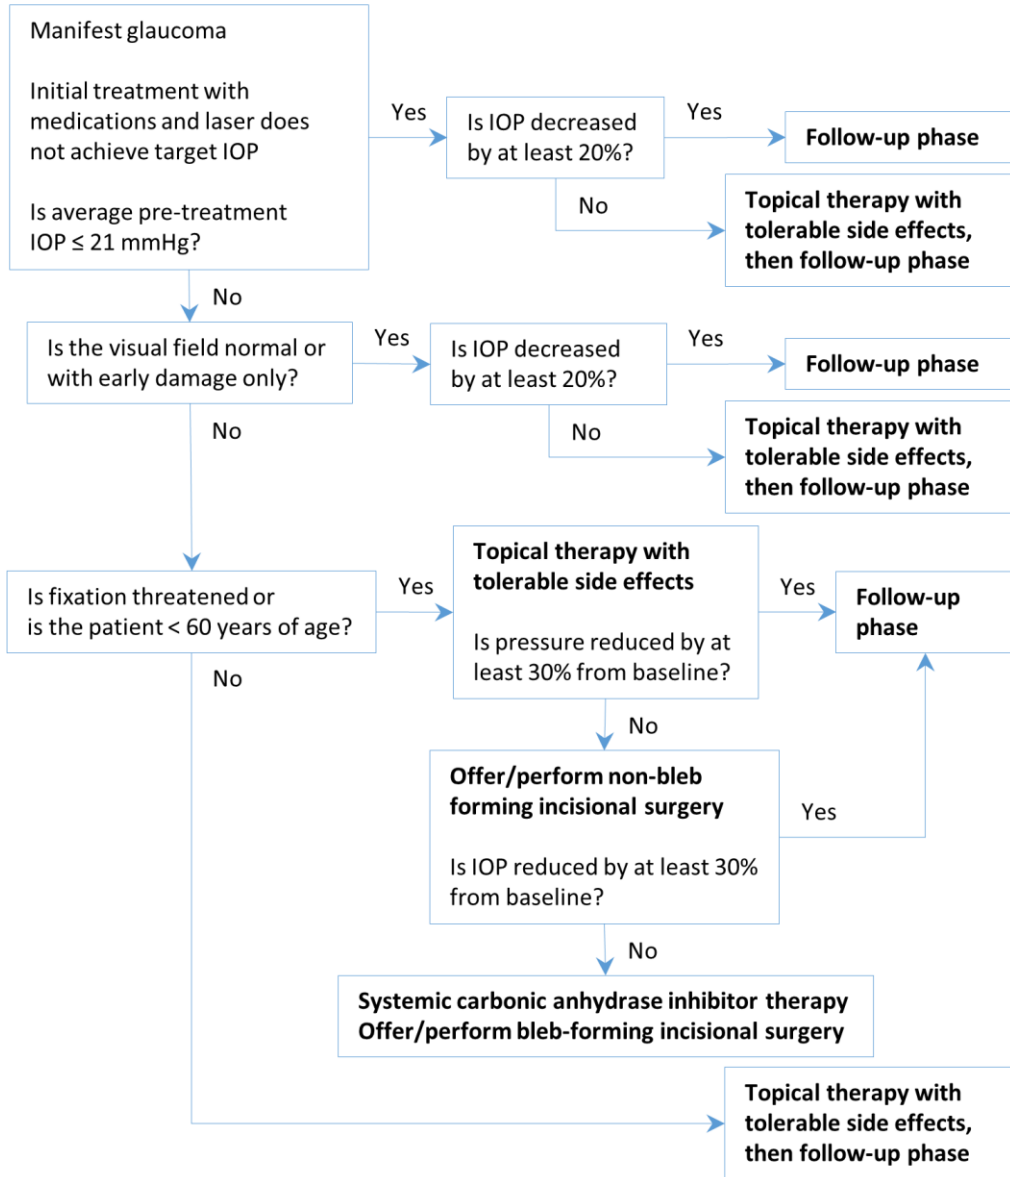 Manifest glaucoma
Initial treatment with
medications and laser does
not achieve target IOP
Is average pre-treatment
IOP ≤ 21 mmHg?
Yes
Is IOP decreased
by at least 20%?
Yes
Follow-up phase
No
Topical therapy with
tolerable side effects,
then follow-up phase
No
Is the visual field normal or
with early damage only?
Yes
Is IOP decreased
by at least 20%?
Yes
Follow-up phase
No
Topical therapy with
tolerable side effects,
then follow-up phase
No
Is fixation threatened or
is the patient < 60 years of age?
Yes
Topical therapy with
tolerable side effects
Is pressure reduced by at
least 30% from baseline?
Yes
Follow-up
phase
No
Offer/perform non-bleb
forming incisional surgery
Is IOP reduced by at least 30%
from baseline?
Yes
No
Systemic carbonic anhydrase inhibitor therapy
Offer/perform bleb-forming incisional surgery
No
Topical therapy with
tolerable side effects,
then follow-up phase